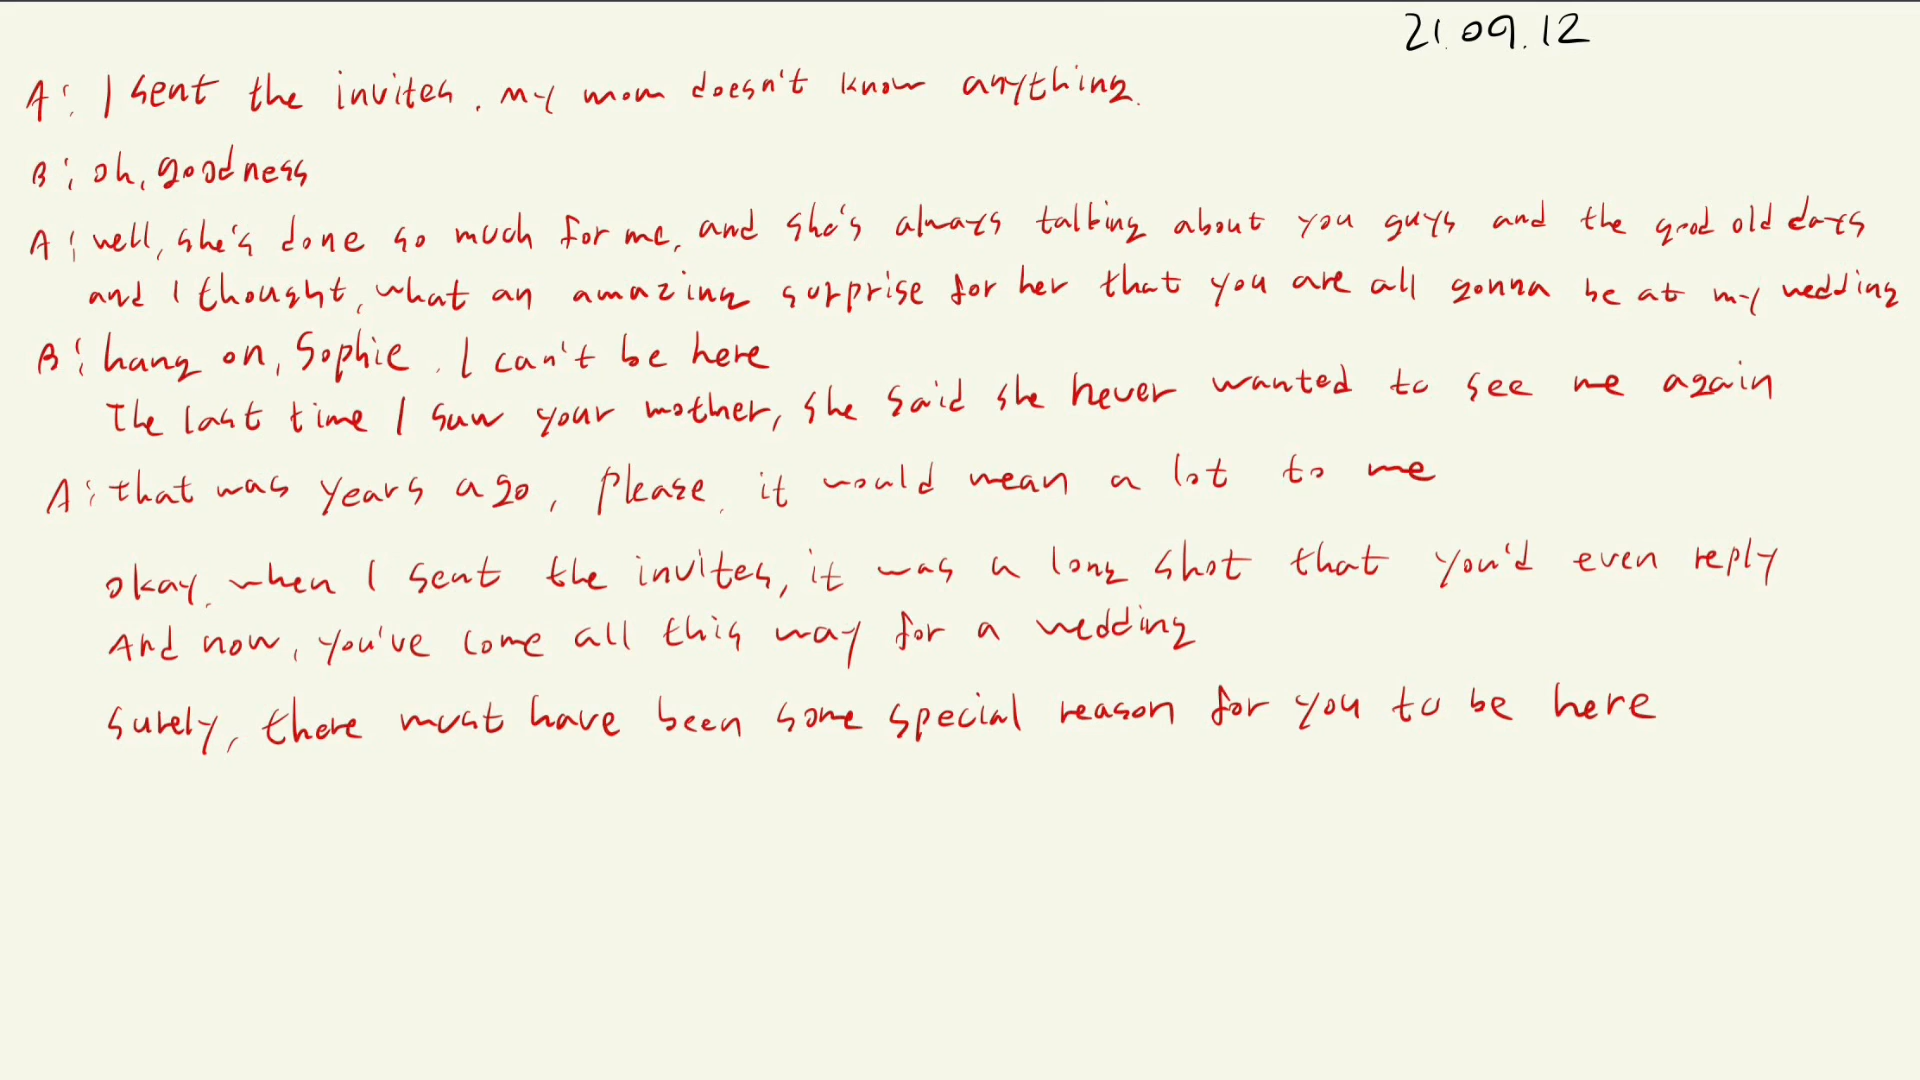 21.09.12
A: I sent the invites. my mom doesn't know anything.
B: oh, goodness
A: well, she's done so much for me, and she's always talking about you guys and the good old days
and I thought, what an amazing surprise for her that you are all gonna be at my wedding
B: hang on, Sophie. I can't be here
The last time I saw your mother, she said she never wanted to see me again
A: that was years ago, please, it would mean a lot to me
okay, when I sent the invites, it was a long shot that you'd even reply
And now, you've come all this way for a wedding
surely, there must have been some special reason for you to be here